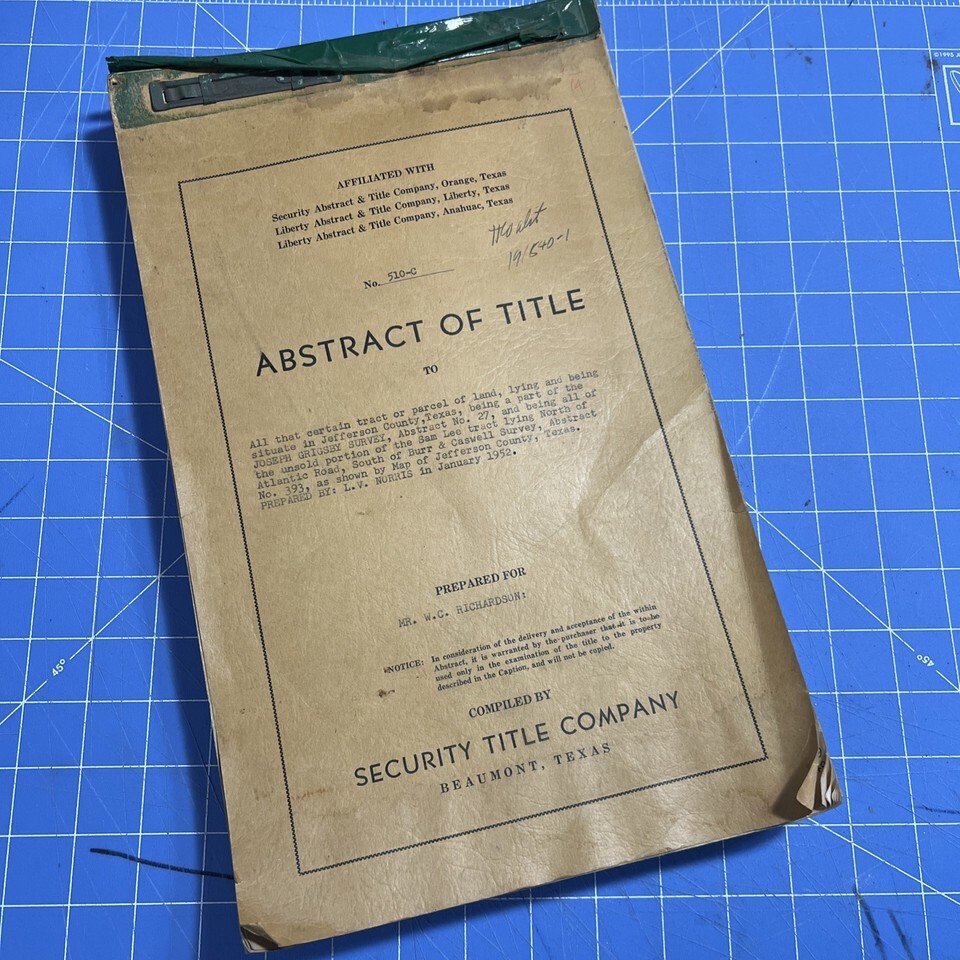 AFFILIATED WITH
Security Abstract & Title Company, Orange, Texas
Liberty Abstract & Title Company, Liberty, Texas
Liberty Abstract & Title Company, Anahuac, Texas
191540-1
No. 510-C
ABSTRACT OF TITLE
TO
All that certain tract or parcel of land, lying and being
situate in Jefferson County,Texas, being a part of the
JOSEPH GRIGSBY SURVEY, Abstract No. 27, and being all of
the unsold portion of the Sam Lee tract lying North of
Atlantic Road, South of Burr & Caswell Survey, Abstract
No. 393, as shown by Map of Jefferson County, Texas.
PREPARED BY: L.V. NORRIS in January 1952.
PREPARED FOR
MR. W.C. RICHARDSON:
NOTICE: In consideration of the delivery and acceptance of the within
Abstract, it is warranted by the purchaser that it is to be
used only in the examination of the title to the property
described in the Caption, and will not be copied.
COMPILED BY
SECURITY TITLE COMPANY
BEAUMONT, TEXAS
45°
45°
©1995